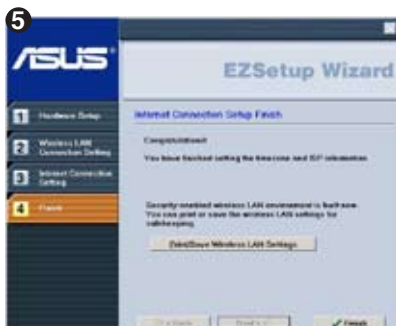 5
ASUS
EZSetup Wizard
1 Hardware Setup
2 Wireless LAN
Connection Setting
3 Internet Connection
Setting
4 Finish
Internet Connection Setup Finish
Congratulations!
You have finished setting the timezone and ISP information.
Security-enabled wireless LAN environment is built now.
You can print or save the wireless LAN settings for
safekeeping.
Print/Save Wireless LAN Settings
Finish